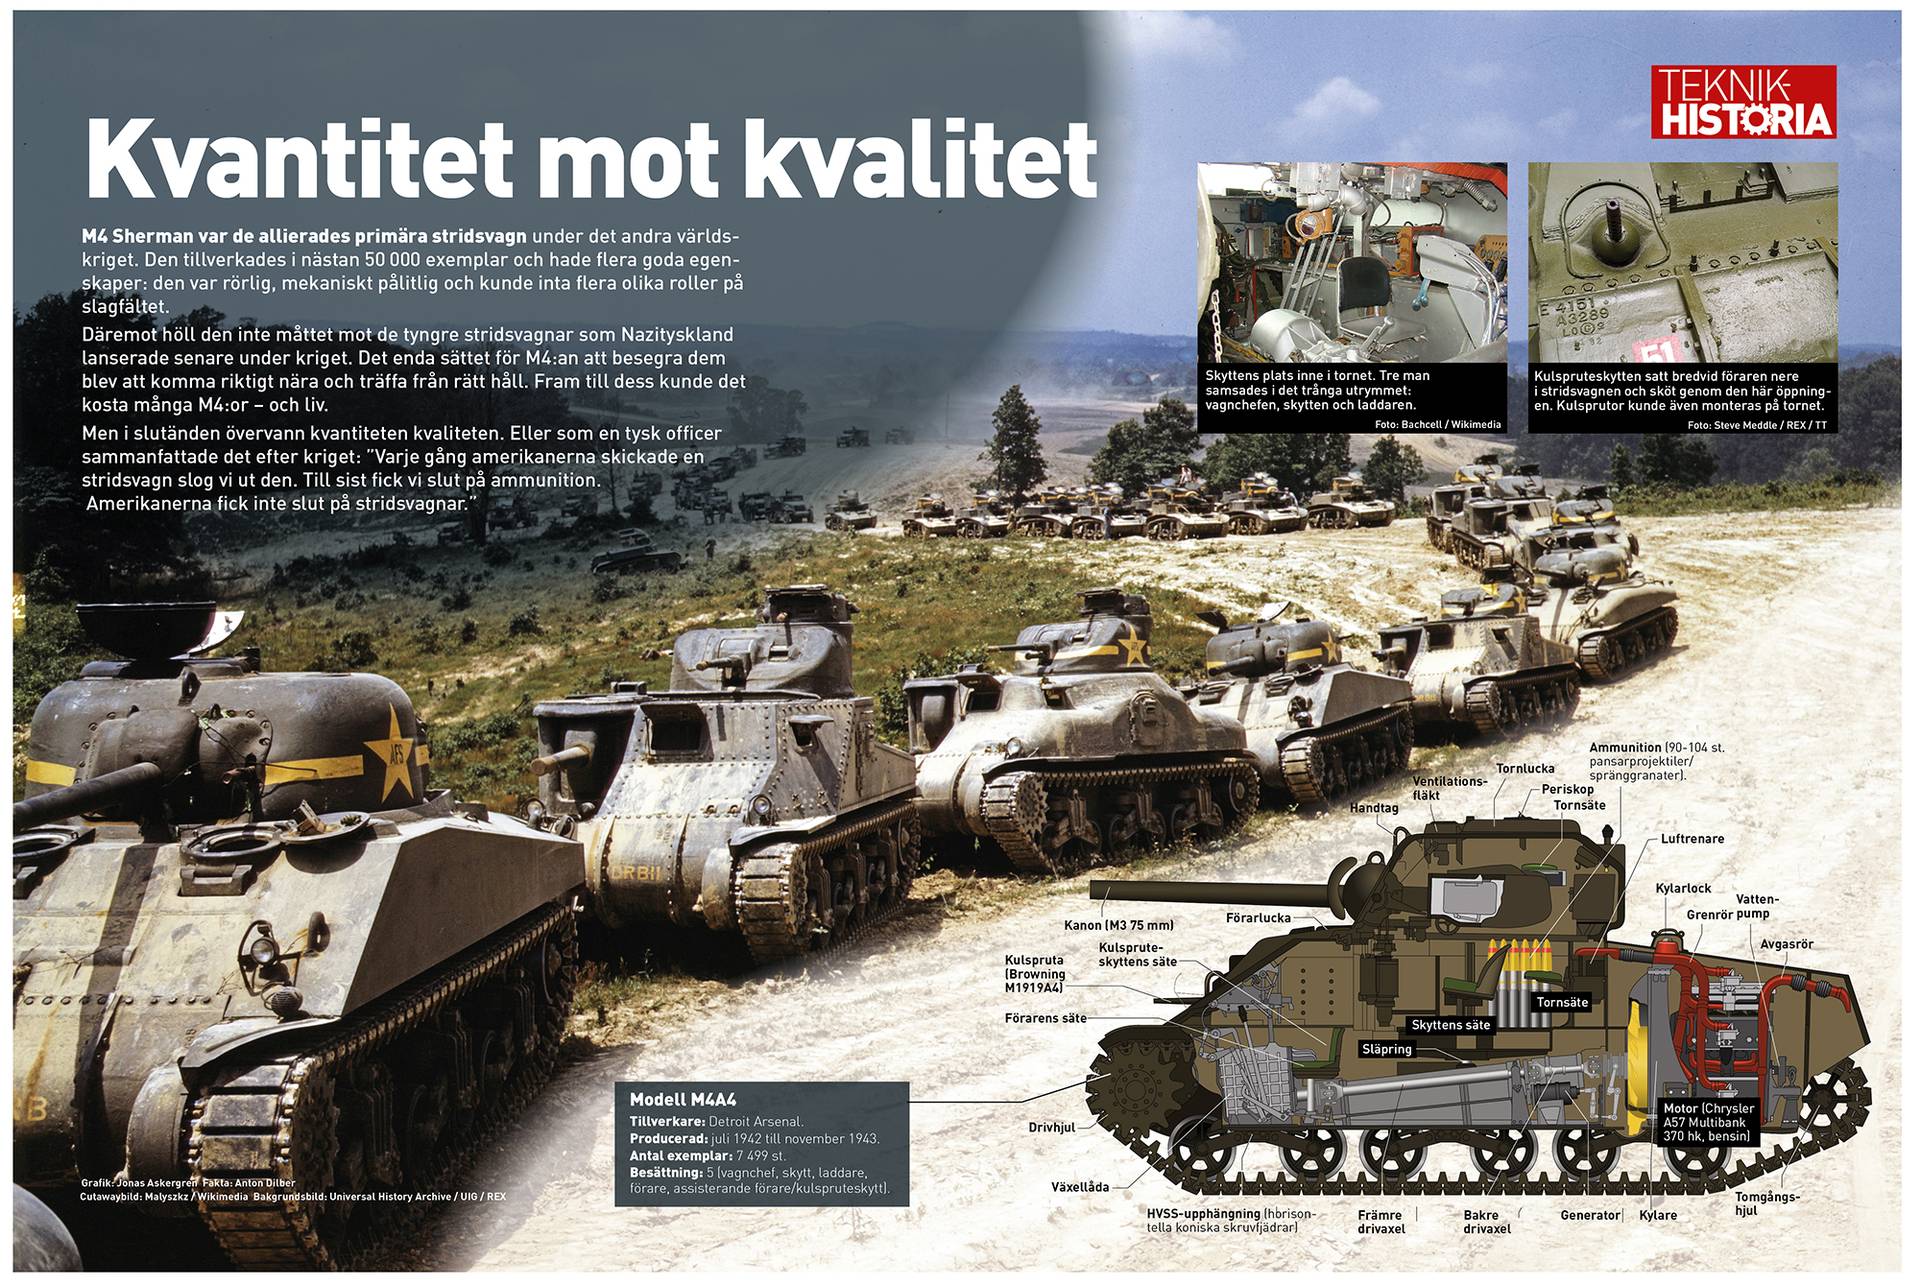 TEKNIK-
HISTORIA
Kvantitet mot kvalitet
M4 Sherman var de allierades primära stridsvagn under det andra världs-
kriget. Den tillverkades i nästan 50 000 exemplar och hade flera goda egen-
skaper: den var rörlig, mekaniskt pålitlig och kunde inta flera olika roller på
slagfältet.
Däremot höll den inte måttet mot de tyngre stridsvagnar som Nazityskland
lanserade senare under kriget. Det enda sättet för M4:an att besegra dem
blev att komma riktigt nära och träffa från rätt håll. Fram till dess kunde det
kosta många M4:or – och liv.
Men i slutänden övervann kvantiteten kvaliteten. Eller som en tysk officer
sammanfattade det efter kriget: ”Varje gång amerikanerna skickade en
stridsvagn slog vi ut den. Till sist fick vi slut på ammunition.
Amerikanerna fick inte slut på stridsvagnar.”
Skyttens plats inne i tornet. Tre man
samsades i det trånga utrymmet:
vagnchefen, skytten och laddaren.
Foto: Bachcell / Wikimedia
E 4151
A3289
LO C 2
51
Kulspruteskytten satt bredvid föraren nere
i stridsvagnen och sköt genom den här öppning-
en. Kulsprutor kunde även monteras på tornet.
Foto: Steve Meddle / REX / TT
AFS
ORB11
B
Ammunition (90-104 st.
pansarprojektiler/
spränggranater).
Tornlucka
Ventilations-
fläkt
Periskop
Tornsäte
Handtag
Luftrenare
Kylarlock
Vatten-
pump
Grenrör
Avgasrör
Kanon (M3 75 mm)
Förarlucka
Kulsprute-
skyttens säte
Kulspruta
(Browning
M1919A4)
Förarens säte
Tornsäte
Skyttens säte
Släpring
Motor (Chrysler
A57 Multibank
370 hk, bensin)
Drivhjul
Växellåda
HVSS-upphängning (hbrison-
tella koniska skruvfjädrar)
Främre
drivaxel
Bakre
drivaxel
Generator
Kylare
Tomgångs-
hjul
Modell M4A4
Tillverkare: Detroit Arsenal.
Producerad: juli 1942 till november 1943.
Antal exemplar: 7 499 st.
Besättning: 5 (vagnchef, skytt, laddare,
förare, assisterande förare/kulspruteskytt).
Grafik: Jonas Askergren Fakta: Anton Dilber
Cutawaybild: Malyszkz / Wikimedia Bakgrundsbild: Universal History Archive / UIG / REX